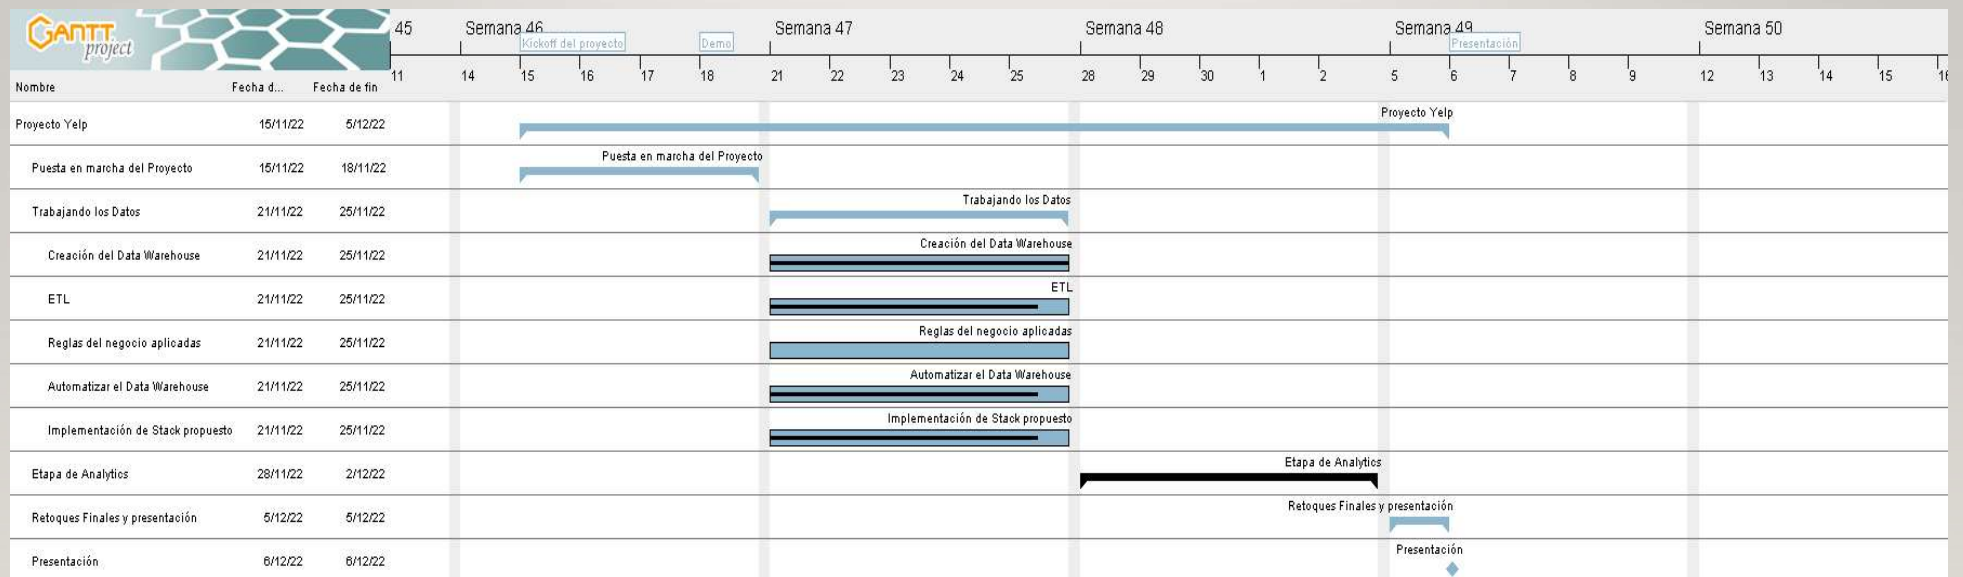 GANTT
project
45
Semana 46
Semana 47
Semana 48
Semana 49
Semana 50
Kickoff del proyecto
Demo
Presentación
11 14 15 16 17 18 21 22 23 24 25 28 29 30 1 2 5 6 7 8 9 12 13 14 15 16
Nombre Fecha d... Fecha de fin
Proyecto Yelp
Proyecto Yelp 15/11/22 5/12/22
Puesta en marcha del Proyecto
Puesta en marcha del Proyecto 15/11/22 18/11/22
Trabajando los Datos
Trabajando los Datos 21/11/22 25/11/22
Creación del Data Warehouse
Creación del Data Warehouse 21/11/22 25/11/22
ETL
ETL 21/11/22 25/11/22
Reglas del negocio aplicadas
Reglas del negocio aplicadas 21/11/22 25/11/22
Automatizar el Data Warehouse
Automatizar el Data Warehouse 21/11/22 25/11/22
Implementación de Stack propuesto
Implementación de Stack propuesto 21/11/22 25/11/22
Etapa de Analytics
Etapa de Analytics 28/11/22 2/12/22
Retoques Finales y presentación
Retoques Finales y presentación 5/12/22 5/12/22
Presentación
Presentación 6/12/22 6/12/22